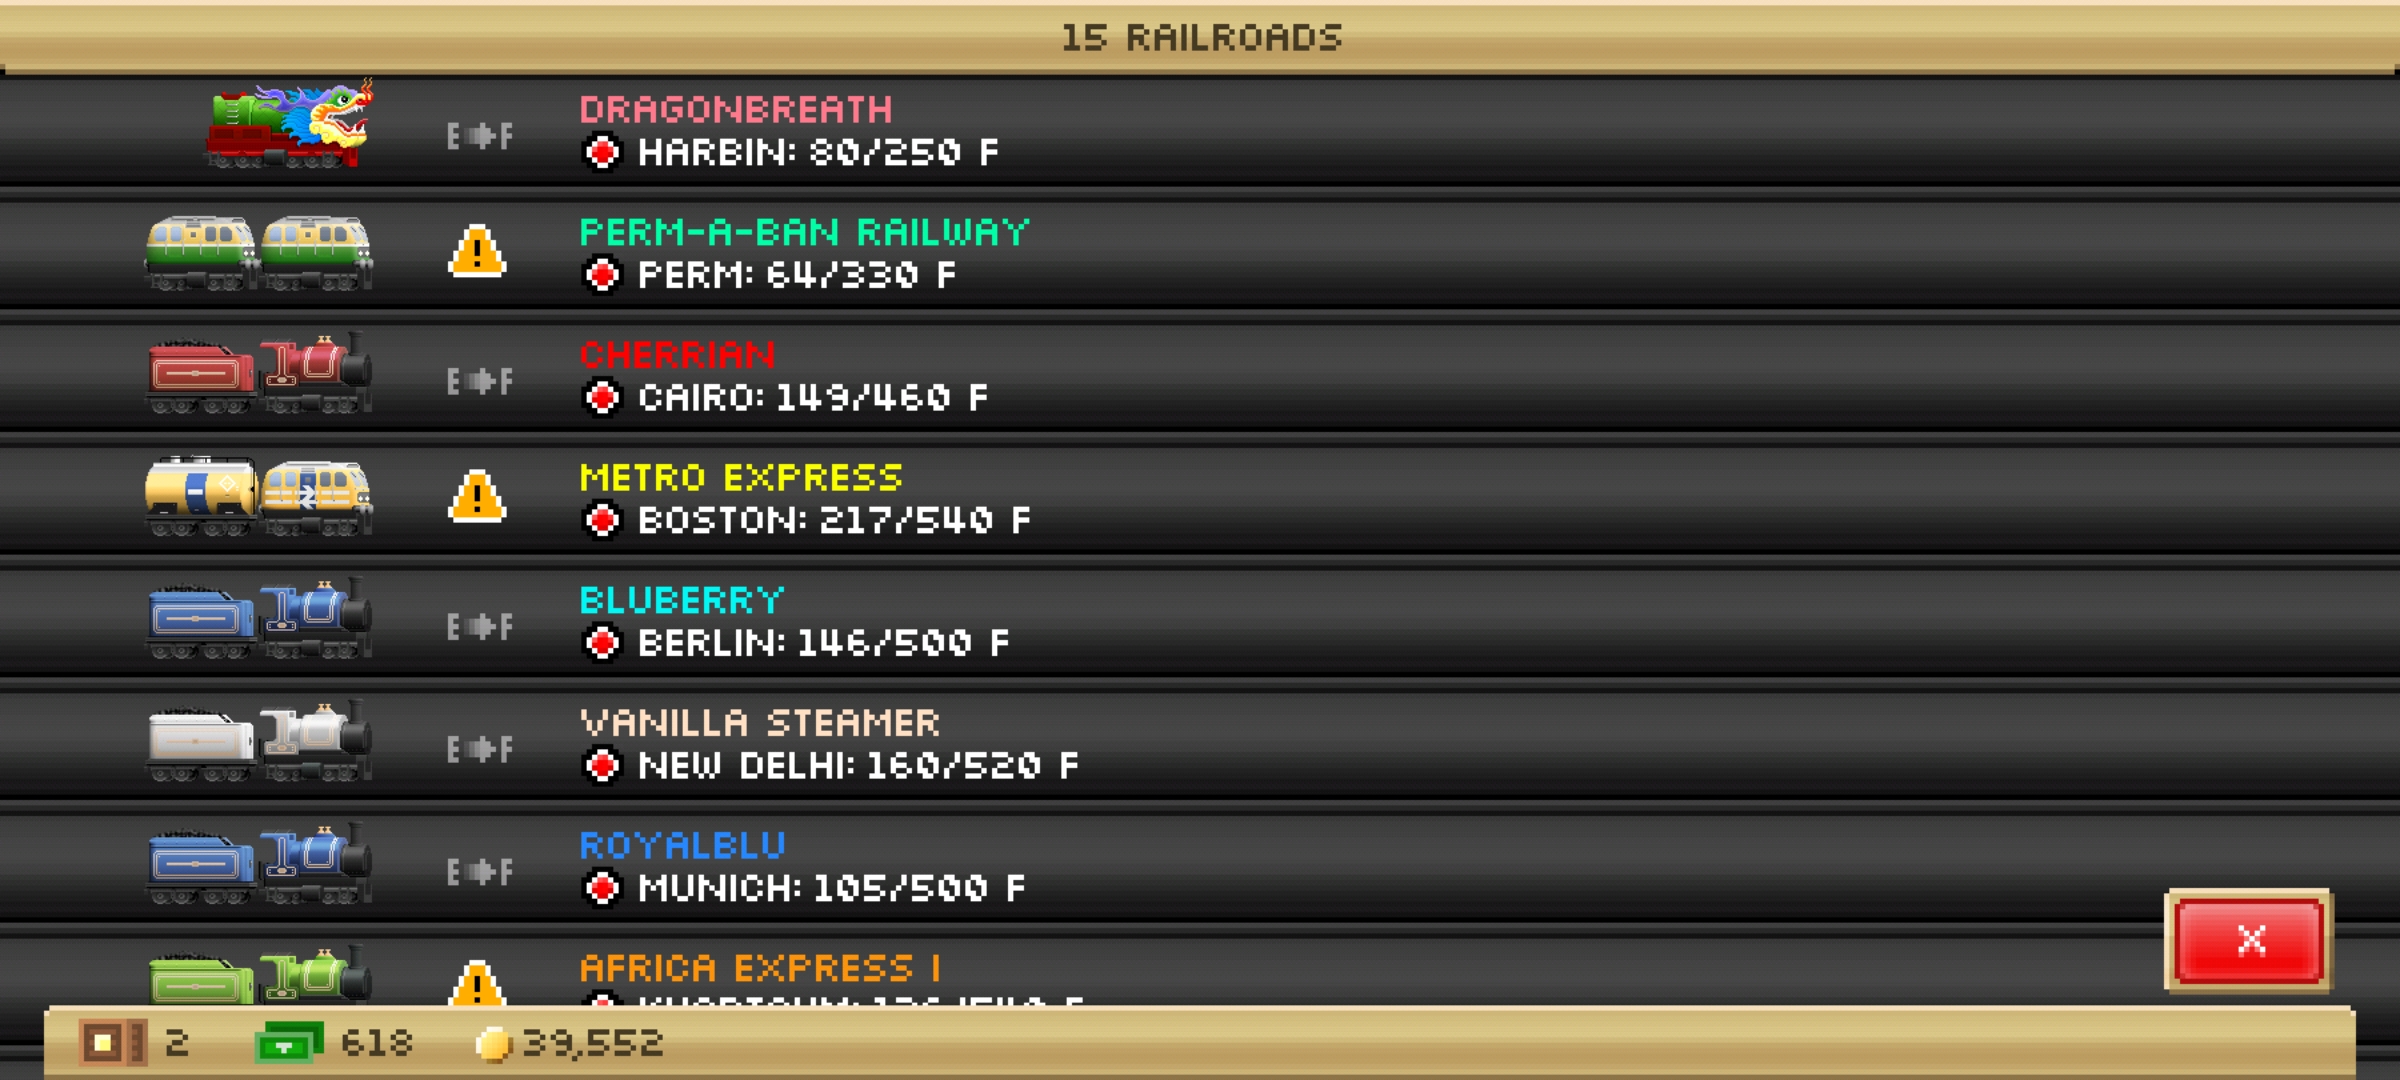 15 RAILROADS
DRAGONBREATH
E F
HARBIN: 80/250 F
PERM-A-BAN RAILWAY
PERM: 64/330 F
CHERRIAN
E F
CAIRO: 149/460 F
METRO EXPRESS
BOSTON: 217/540 F
BLUBERRY
E F
BERLIN: 146/500 F
VANILLA STEAMER
E F
NEW DELHI: 160/520 F
ROYALBLU
E F
MUNICH: 105/500 F
AFRICA EXPRESS I
X
2 618 39,552